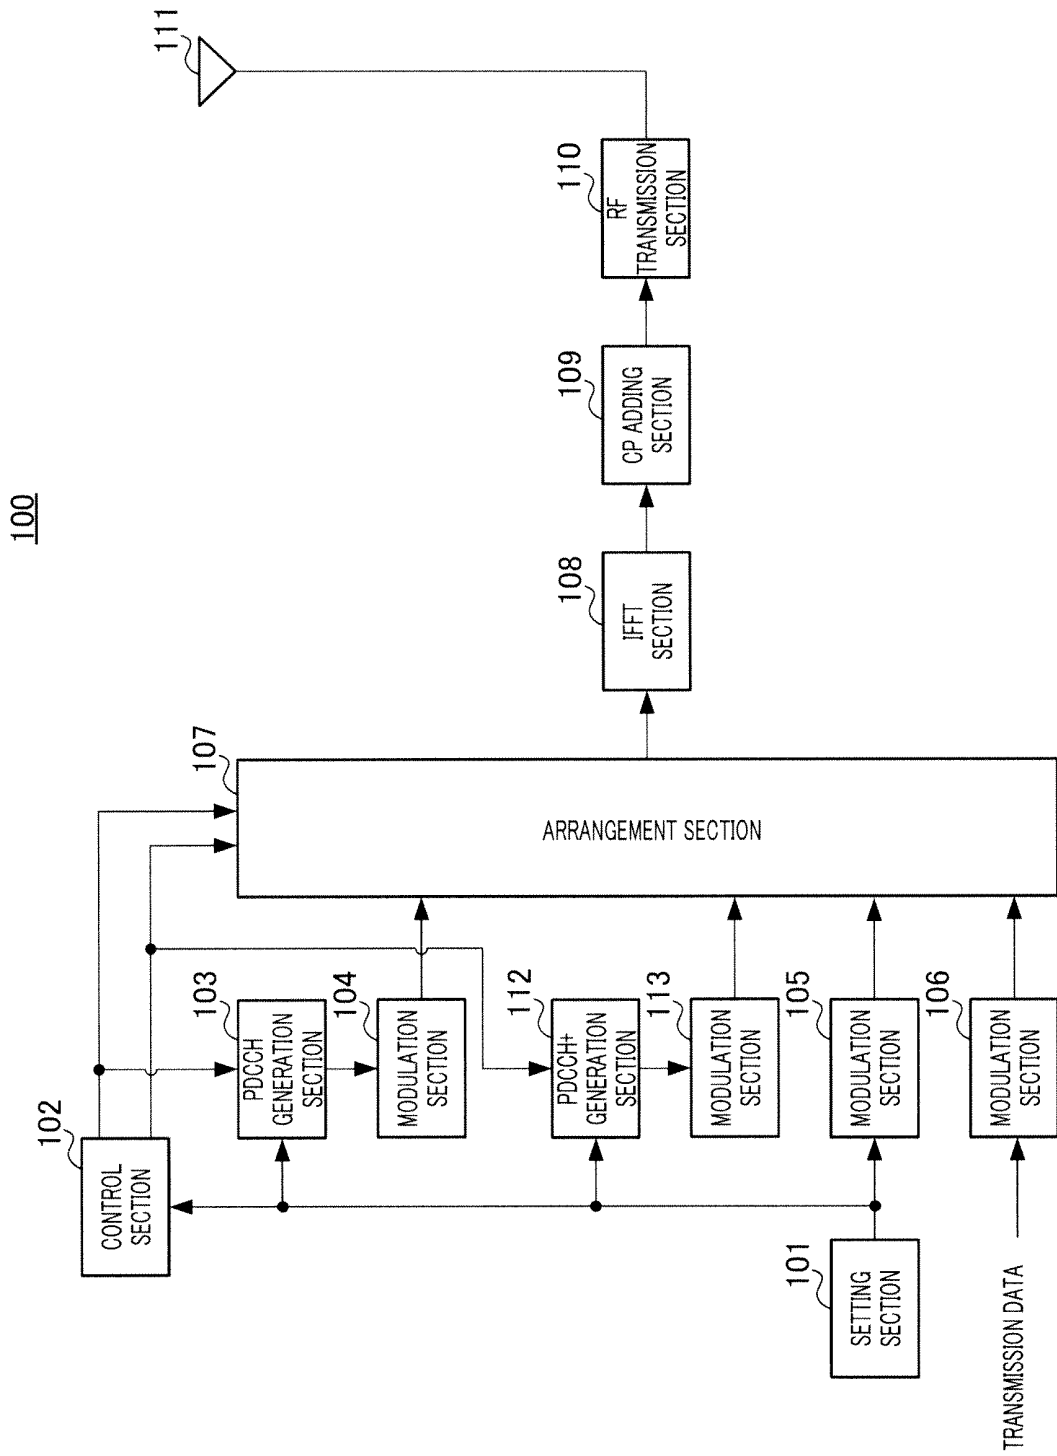 100
111
110
RF
TRANSMISSION
SECTION
109
CP ADDING
SECTION
108
IFFT
SECTION
107
ARRANGEMENT SECTION
102
CONTROL
SECTION
103
PDCCH
GENERATION
SECTION
104
MODULATION
SECTION
112
PDCCH+
GENERATION
SECTION
113
MODULATION
SECTION
105
MODULATION
SECTION
106
MODULATION
SECTION
101
SETTING
SECTION
TRANSMISSION DATA